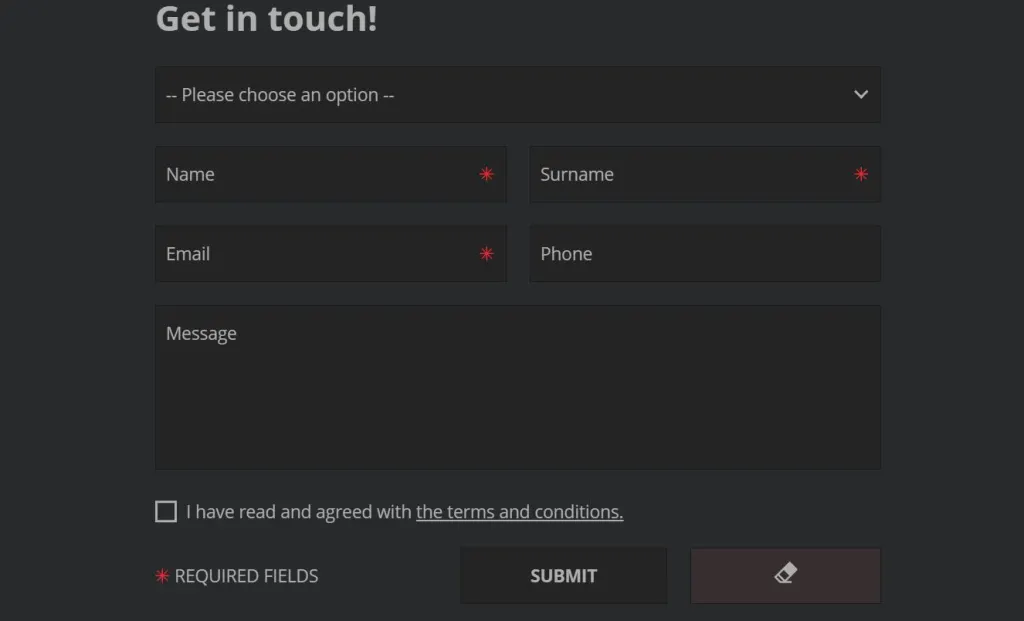 Get in touch!
-- Please choose an option --
Name *
Surname *
Email *
Phone
Message
I have read and agreed with the terms and conditions.
* REQUIRED FIELDS
SUBMIT